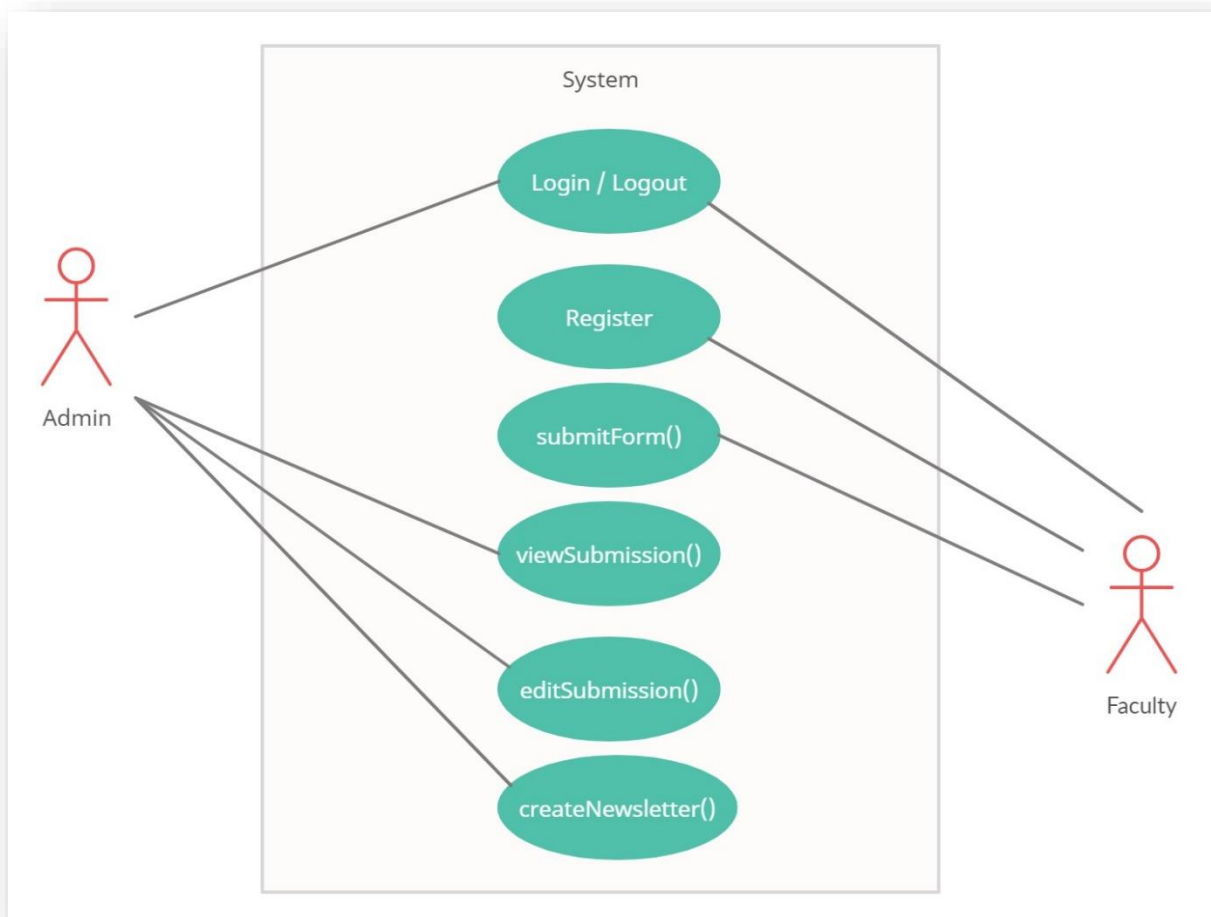 System
Login / Logout
Register
submitForm()
viewSubmission()
editSubmission()
createNewsletter()
Admin
Faculty